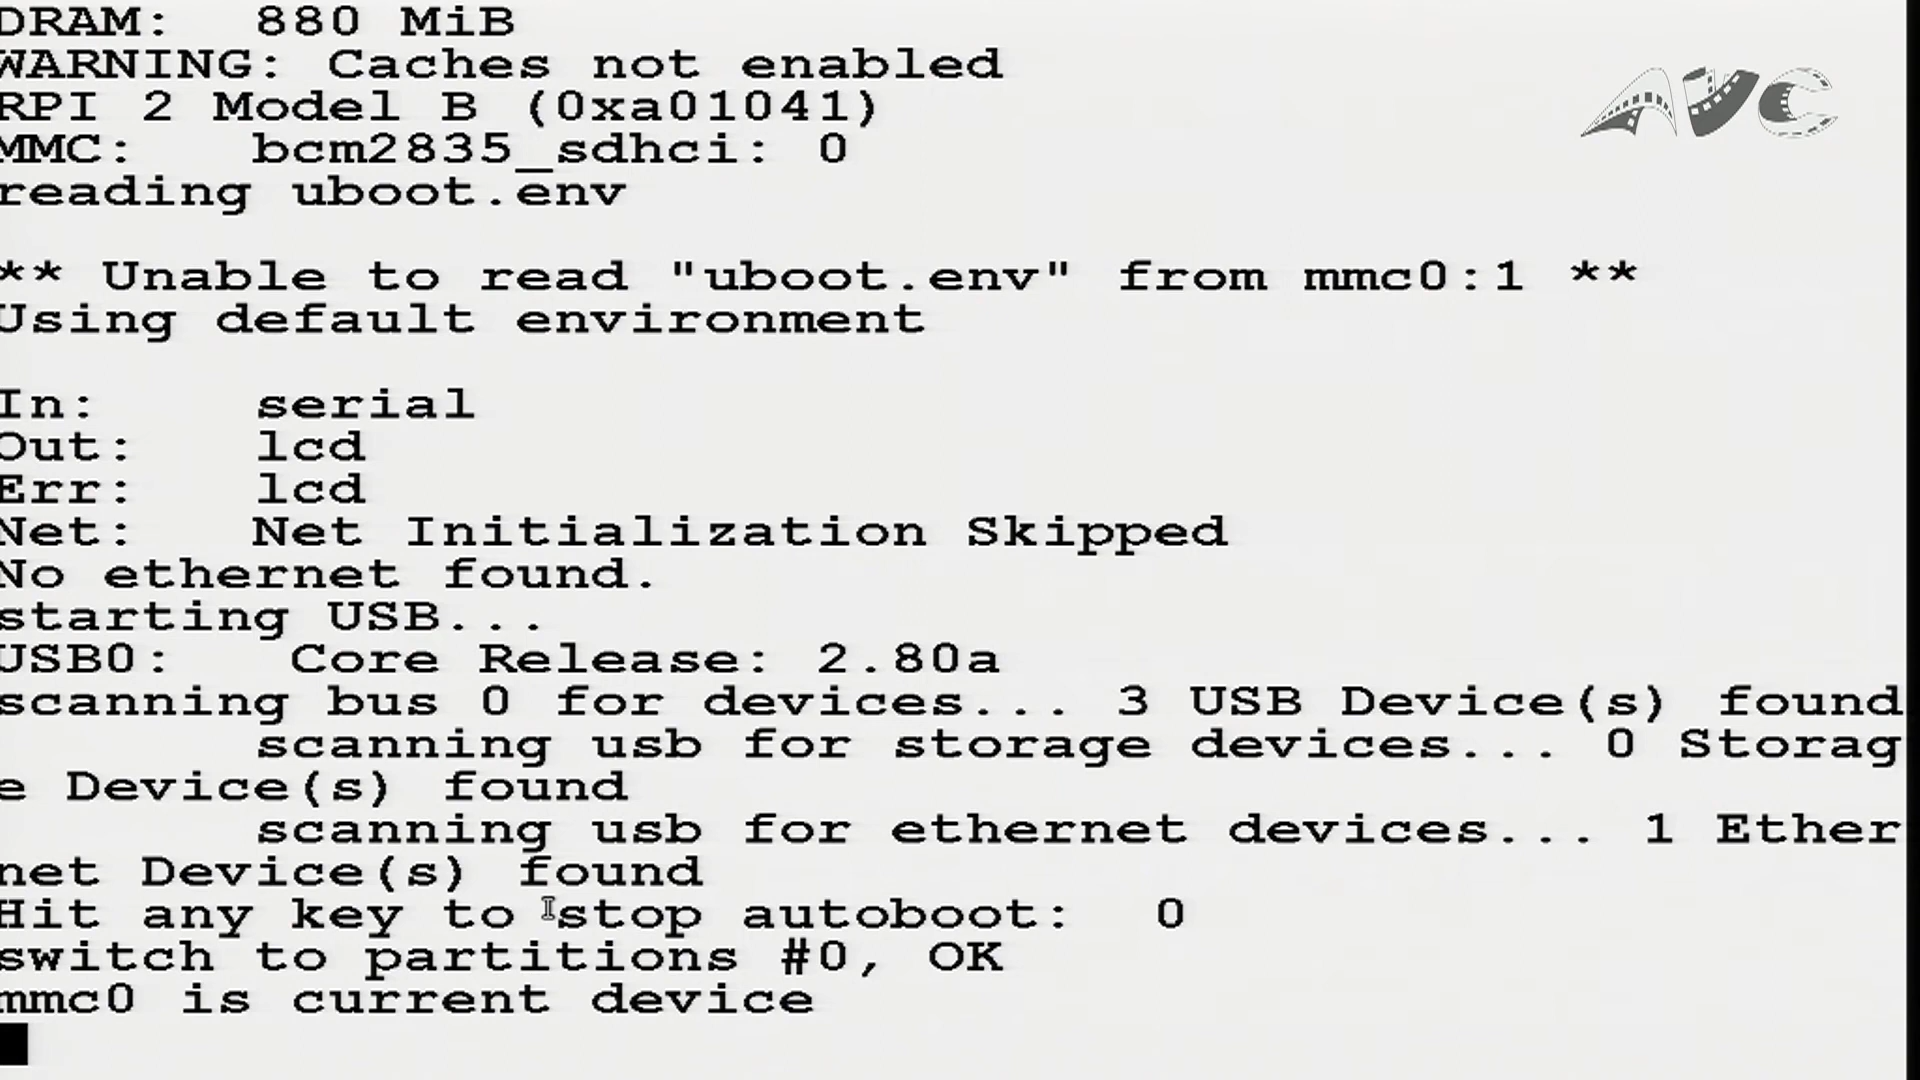 DRAM: 880 MiB
WARNING: Caches not enabled
RPI 2 Model B (0xa01041)
MMC: bcm2835_sdhci: 0
reading uboot.env
** Unable to read "uboot.env" from mmc0:1 **
Using default environment
In: serial
Out: lcd
Err: lcd
Net: Net Initialization Skipped
No ethernet found.
starting USB...
USB0: Core Release: 2.80a
scanning bus 0 for devices... 3 USB Device(s) found
scanning usb for storage devices... 0 Storag
e Device(s) found
scanning usb for ethernet devices... 1 Ether
net Device(s) found
Hit any key to stop autoboot: 0
switch to partitions #0, OK
mmc0 is current device
AVC